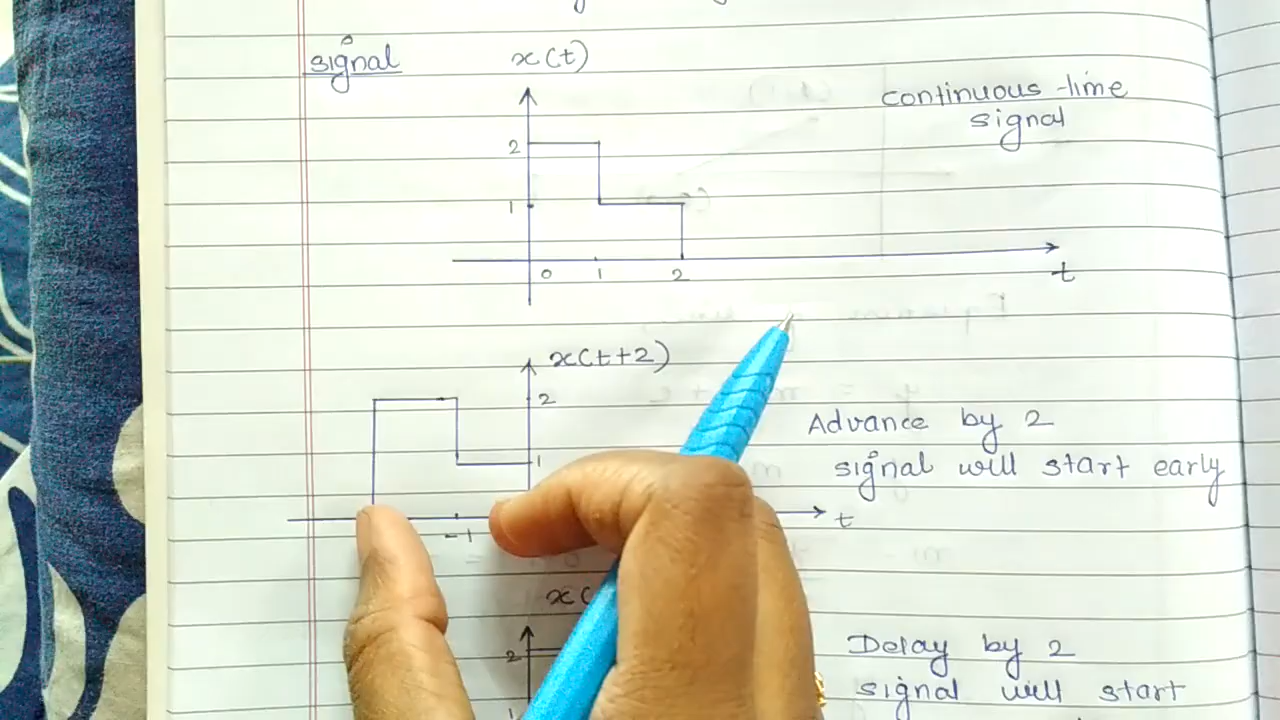 signal
x(t)
continuous-time
signal
2
1
0 1 2
t
x(t+2)
2
1
Advance by 2
signal will start early
-1
t
x(
2
1
Delay by 2
signal will start